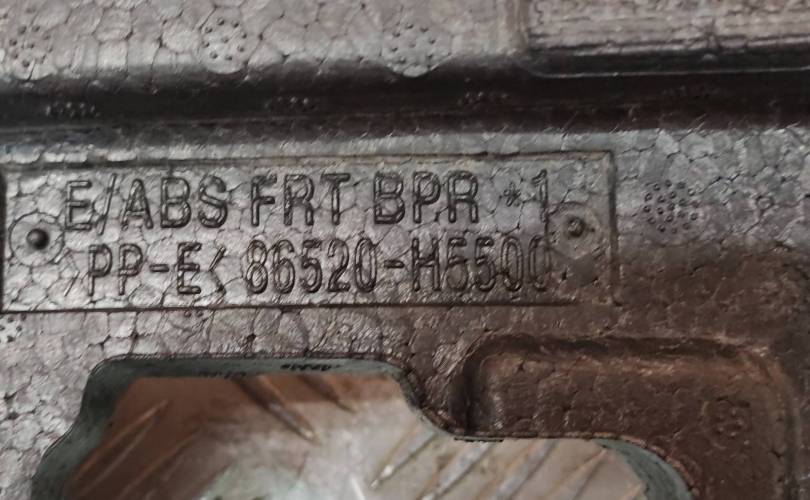 E/ABS FRT BPR *1
>PP-E< 86520-H5500